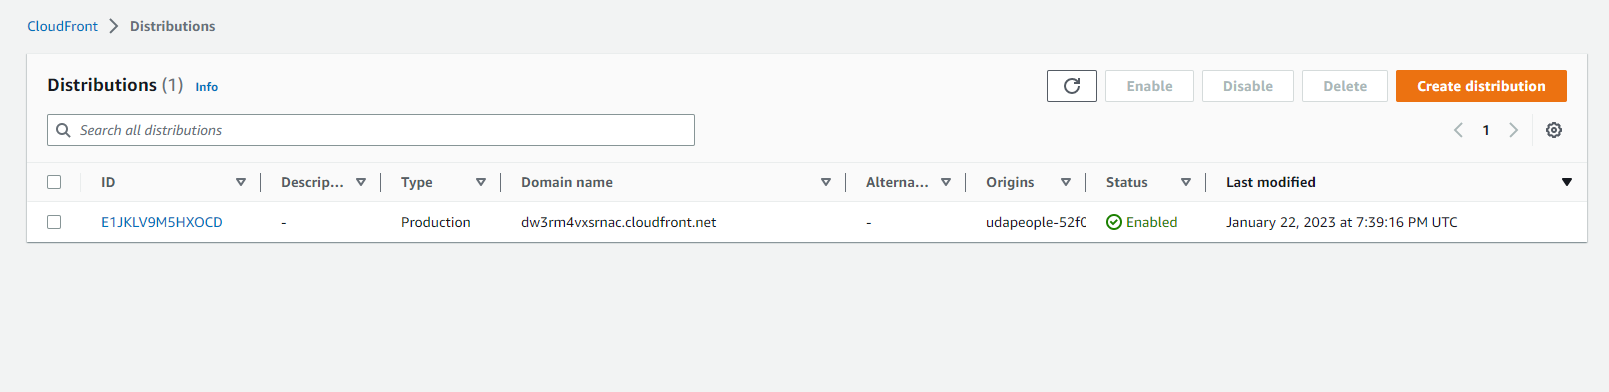 CloudFront Distributions
Distributions (1) Info
Enable Disable Delete Create distribution
Search all distributions
1
ID Descrip... Type Domain name Alterna... Origins Status Last modified
E1JKLV9M5HXOCD - Production dw3rm4vxsrnac.cloudfront.net - udapeople-52f0 Enabled January 22, 2023 at 7:39:16 PM UTC